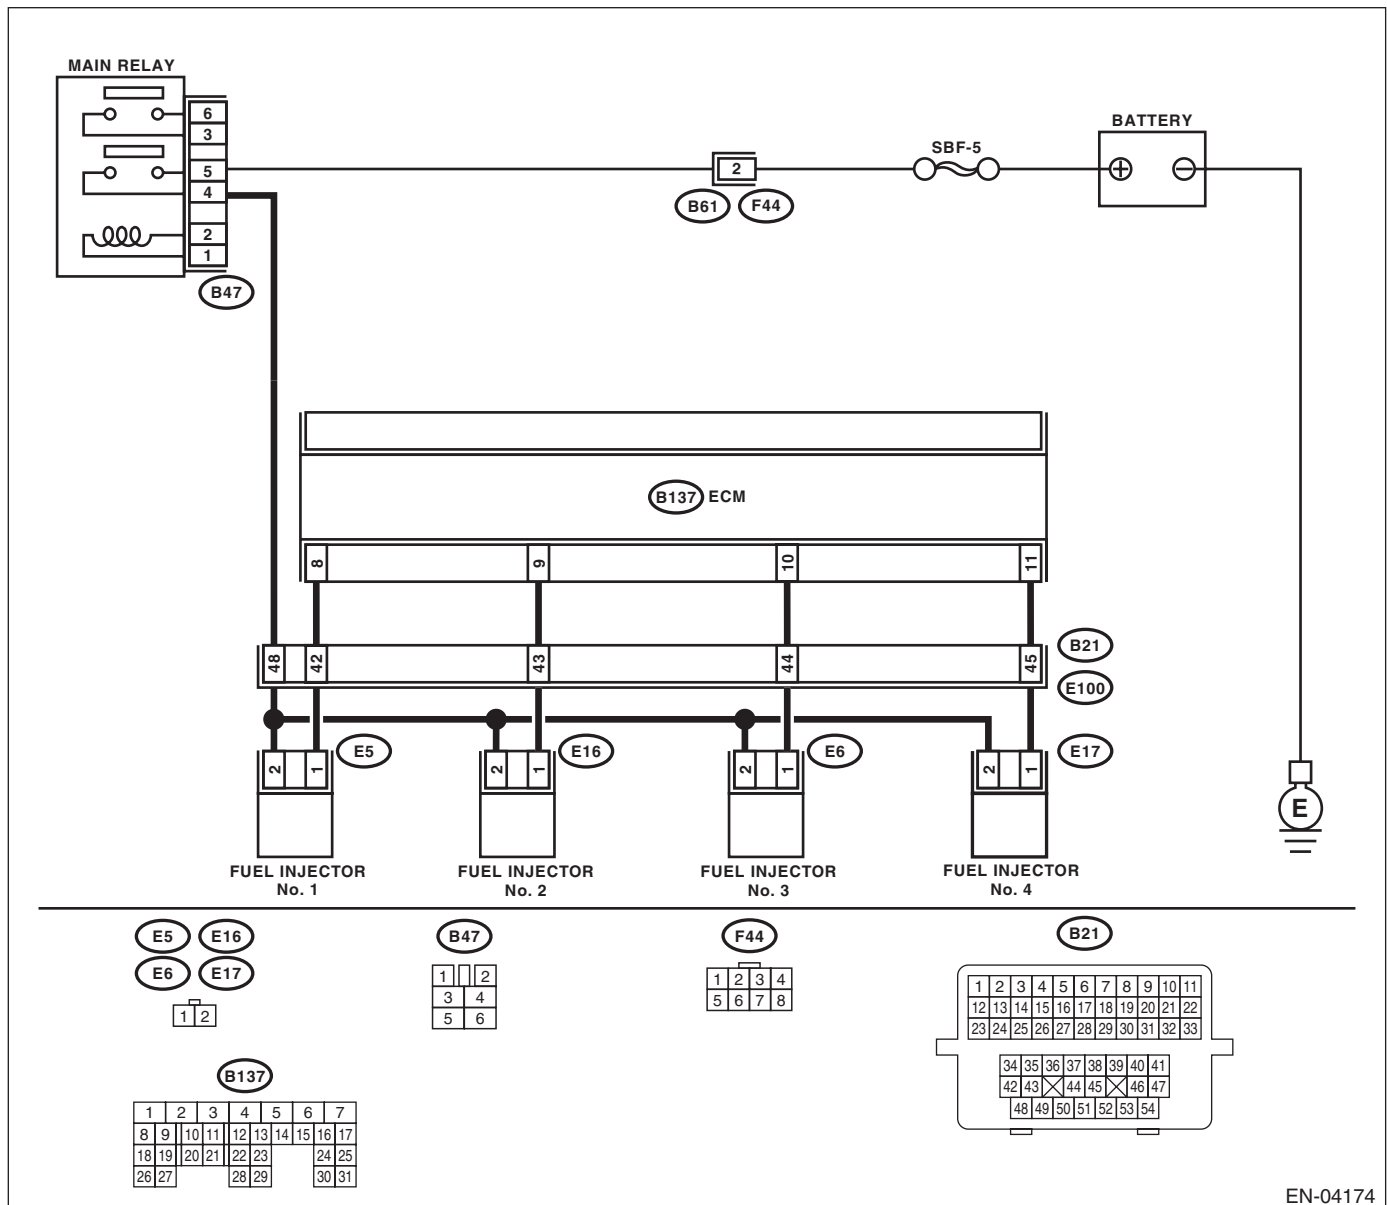 MAIN RELAY
6
3
5
4
2
1
B47
2
B61 F44
SBF-5
BATTERY
+ −
B137 ECM
8 9 10 11
48 42 43 44 45
B21
E100
2 1 E5
2 1 E16
2 1 E6
2 1 E17
E
FUEL INJECTOR
No. 1
FUEL INJECTOR
No. 2
FUEL INJECTOR
No. 3
FUEL INJECTOR
No. 4
E5 E16
E6 E17
1 2
B47
1 2
3 4
5 6
F44
1 2 3 4
5 6 7 8
B21
1 2 3 4 5 6 7 8 9 10 11
12 13 14 15 16 17 18 19 20 21 22
23 24 25 26 27 28 29 30 31 32 33
34 35 36 37 38 39 40 41
42 43 44 45 46 47
48 49 50 51 52 53 54
B137
1 2 3 4 5 6 7
8 9 10 11 12 13 14 15 16 17
18 19 20 21 22 23 24 25
26 27 28 29 30 31
EN-04174